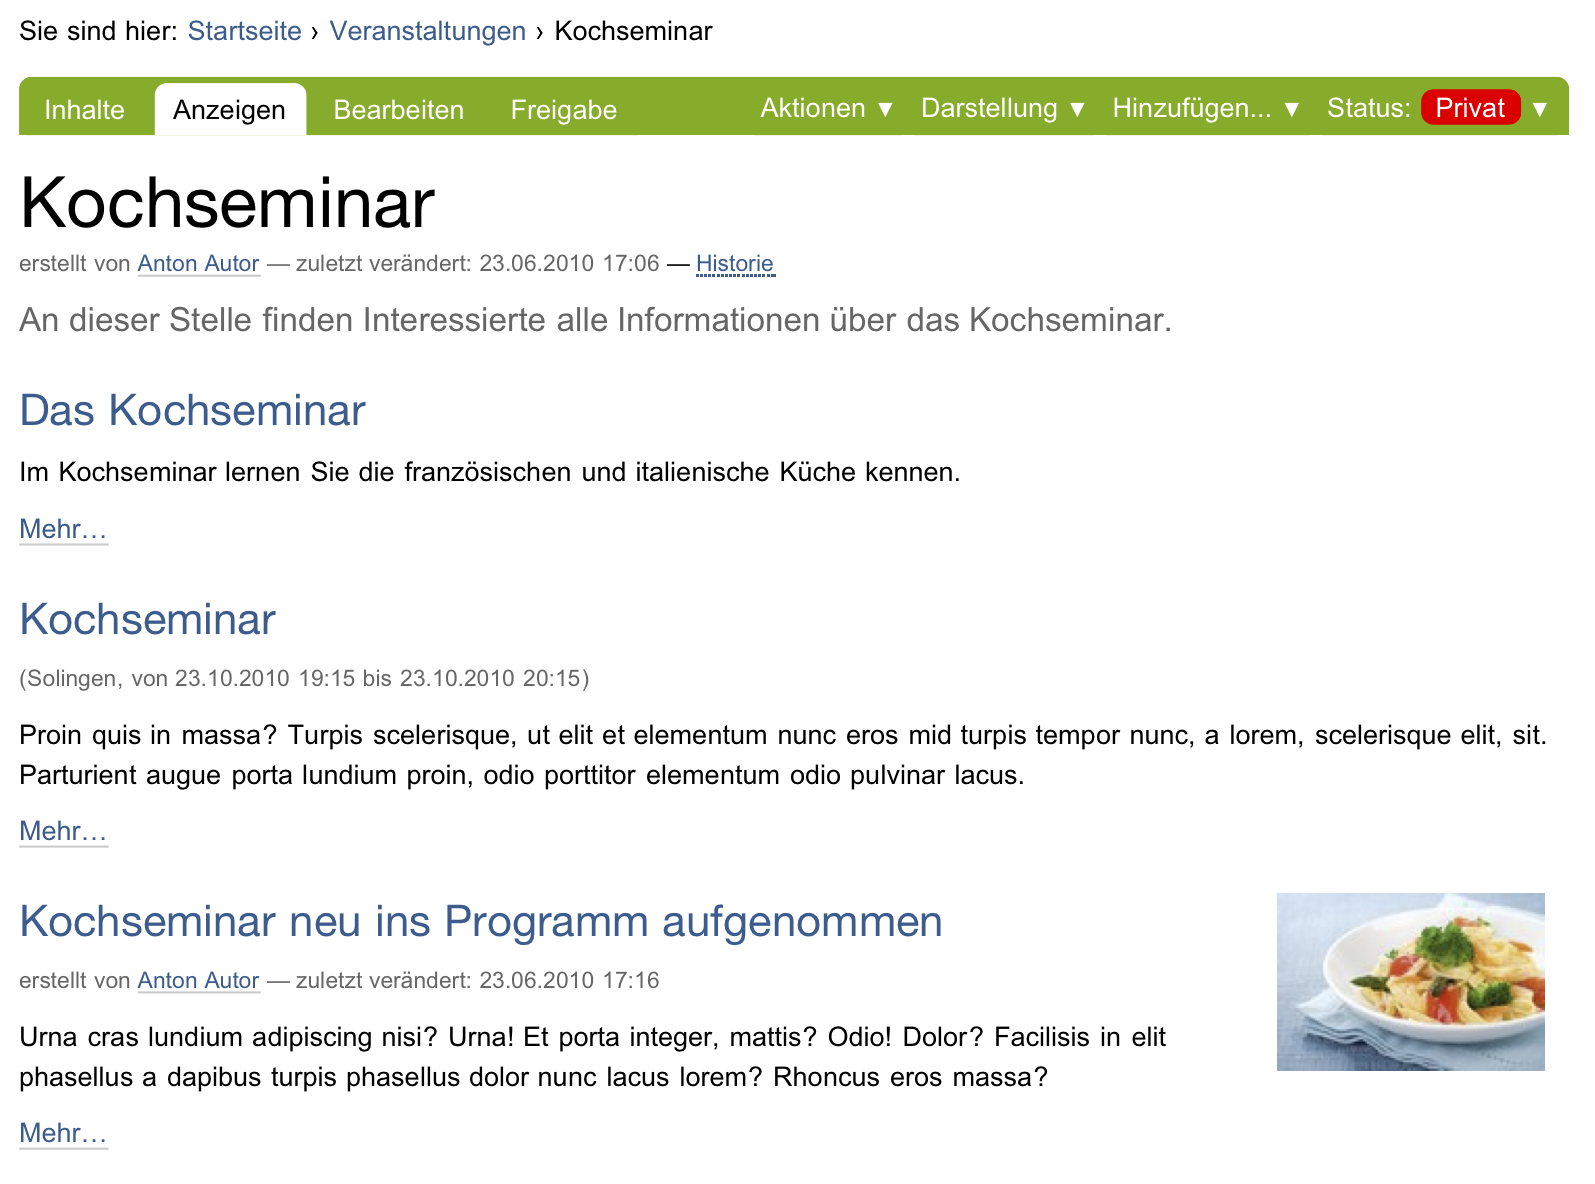 Sie sind hier: Startseite › Veranstaltungen › Kochseminar
Inhalte Anzeigen Bearbeiten Freigabe Aktionen ▼ Darstellung ▼ Hinzufügen... ▼ Status: Privat ▼
Kochseminar
erstellt von Anton Autor — zuletzt verändert: 23.06.2010 17:06 — Historie
An dieser Stelle finden Interessierte alle Informationen über das Kochseminar.
Das Kochseminar
Im Kochseminar lernen Sie die französischen und italienische Küche kennen.
Mehr…
Kochseminar
(Solingen, von 23.10.2010 19:15 bis 23.10.2010 20:15)
Proin quis in massa? Turpis scelerisque, ut elit et elementum nunc eros mid turpis tempor nunc, a lorem, scelerisque elit, sit.
Parturient augue porta lundium proin, odio porttitor elementum odio pulvinar lacus.
Mehr…
Kochseminar neu ins Programm aufgenommen
erstellt von Anton Autor — zuletzt verändert: 23.06.2010 17:16
Urna cras lundium adipiscing nisi? Urna! Et porta integer, mattis? Odio! Dolor? Facilisis in elit
phasellus a dapibus turpis phasellus dolor nunc lacus lorem? Rhoncus eros massa?
Mehr…